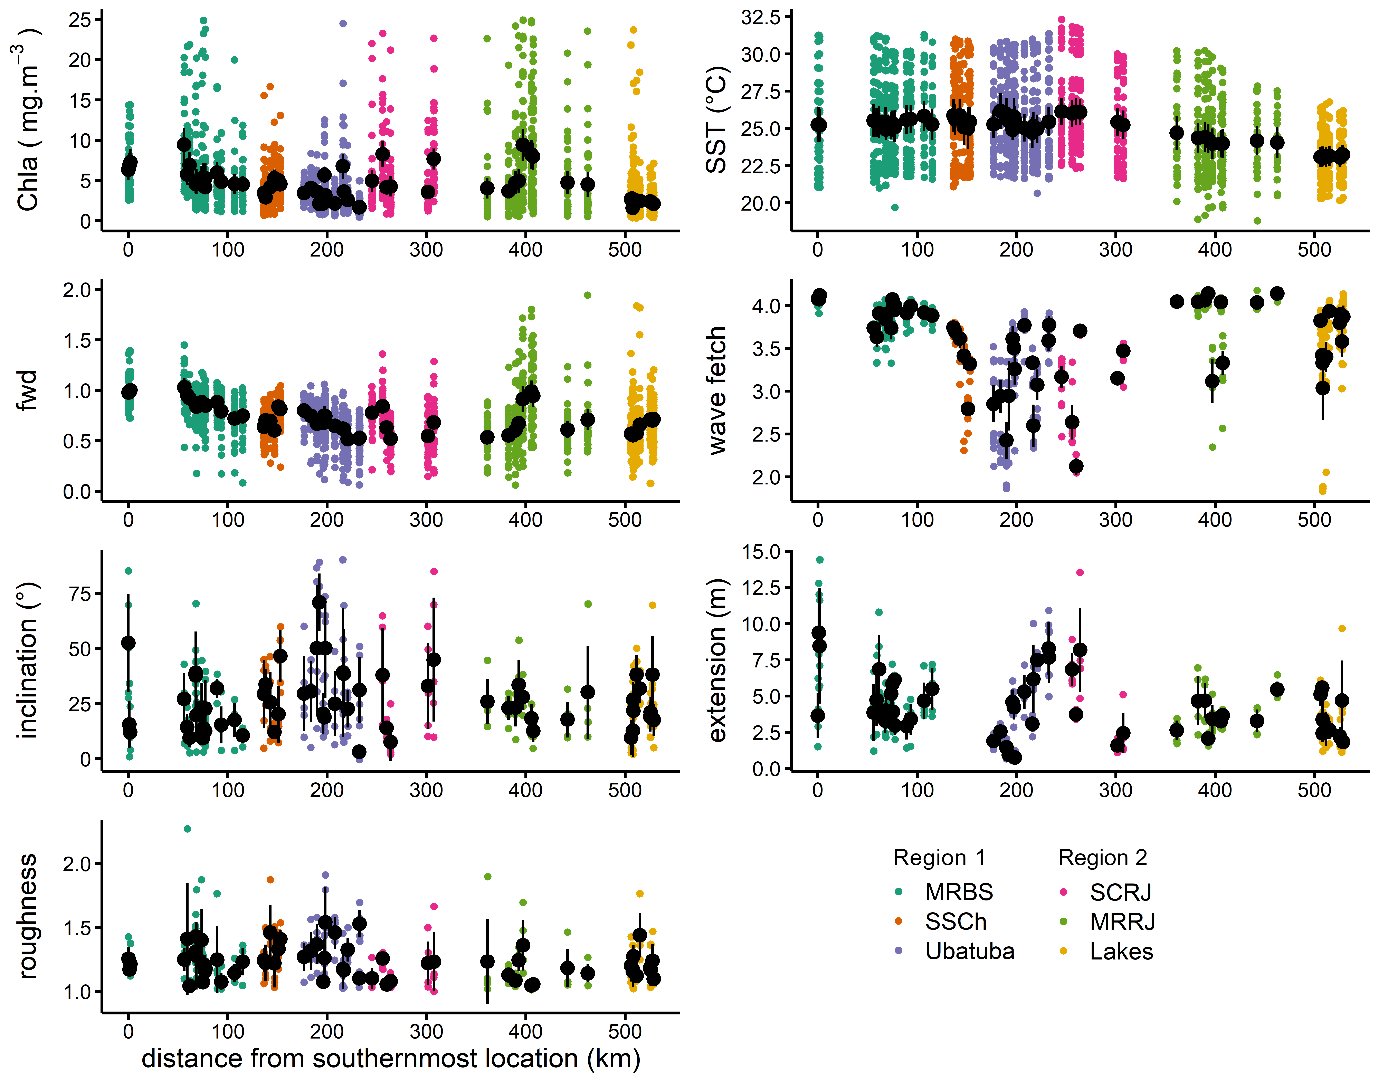 Chla ( mg.m⁻³ )
25
20
15
10
5
0
0 100 200 300 400 500
SST (°C)
32.5
30.0
27.5
25.0
22.5
20.0
0 100 200 300 400 500
fwd
2.0
1.5
1.0
0.5
0.0
0 100 200 300 400 500
wave fetch
4.0
3.5
3.0
2.5
2.0
0 100 200 300 400 500
inclination (°)
75
50
25
0
0 100 200 300 400 500
extension (m)
15.0
12.5
10.0
7.5
5.0
2.5
0.0
0 100 200 300 400 500
roughness
2.0
1.5
1.0
0 100 200 300 400 500
distance from southernmost location (km)
Region 1
MRBS
SSCh
Ubatuba
Region 2
SCRJ
MRRJ
Lakes